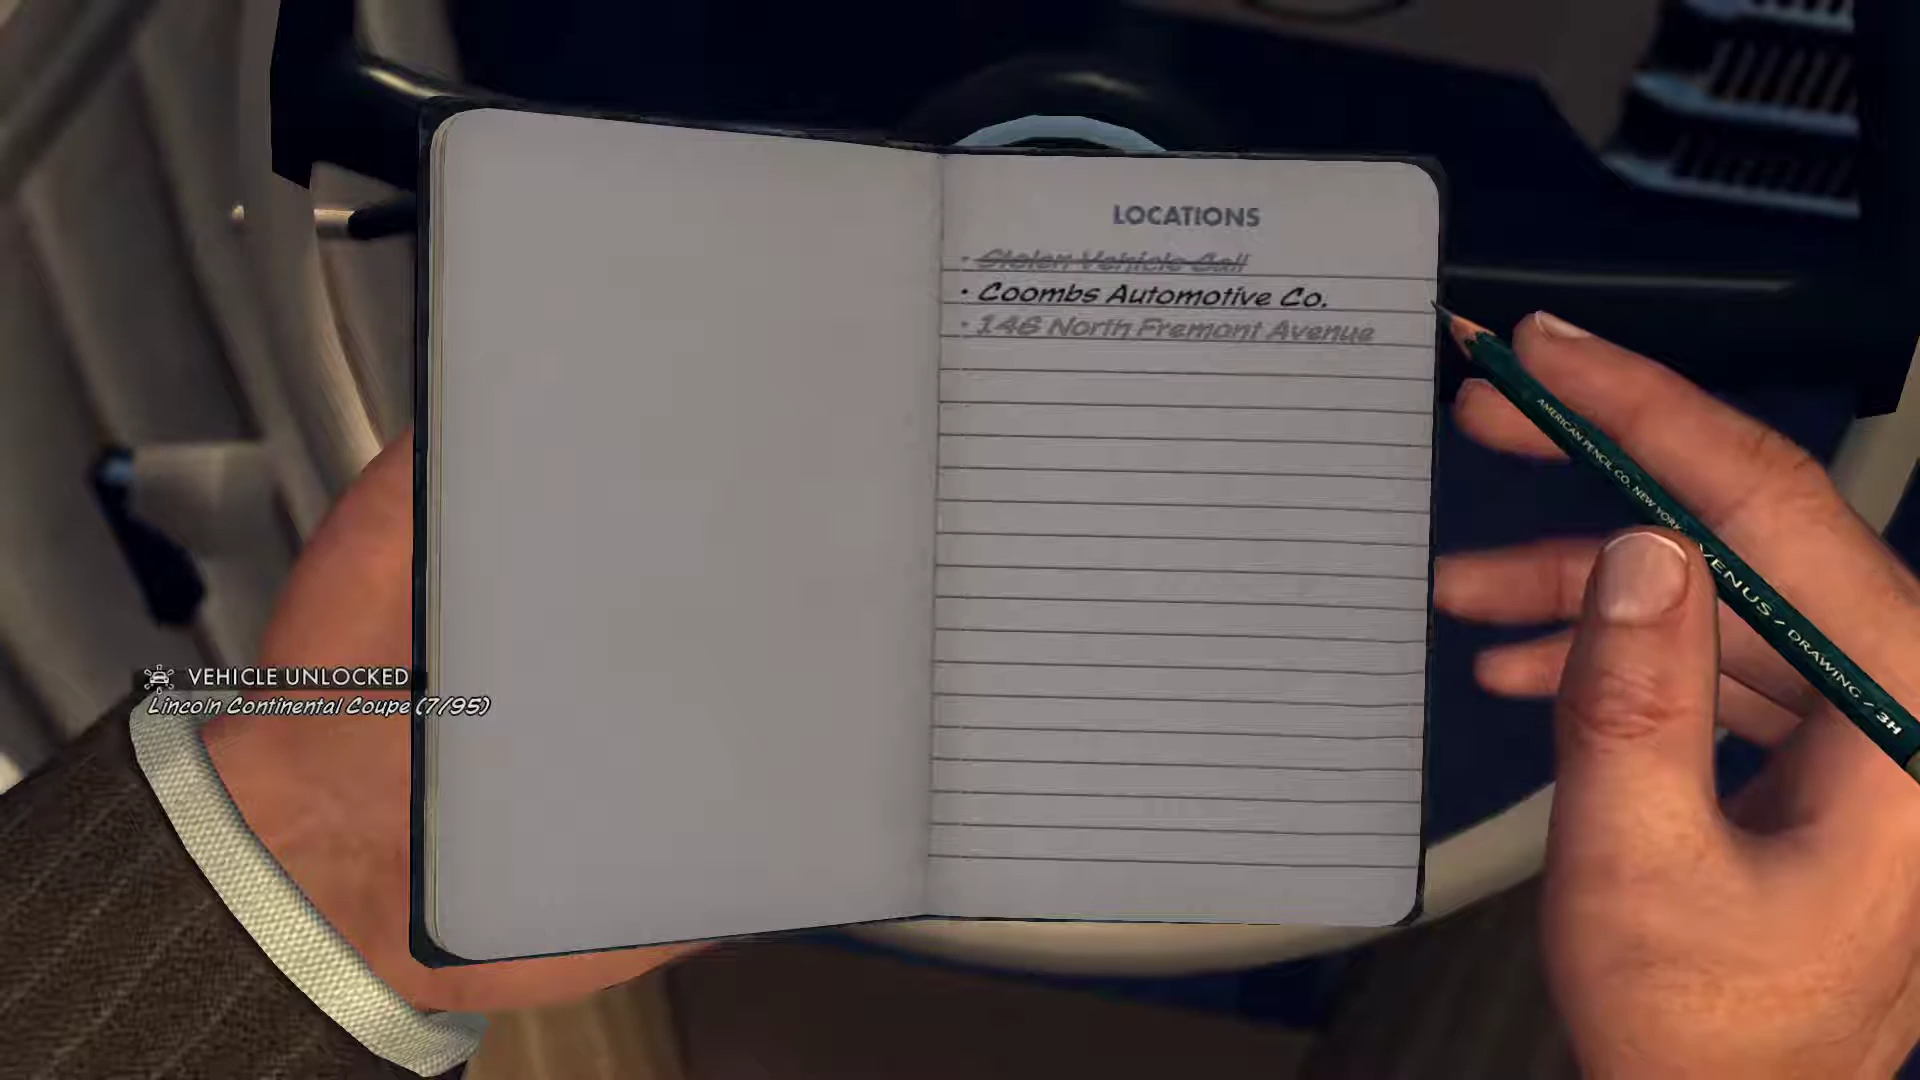 LOCATIONS
· Stolen Vehicle Call
· Coombs Automotive Co.
· 146 North Fremont Avenue
AMERICAN PENCIL CO. NEW YORK
VENUS / DRAWING / 3H
VEHICLE UNLOCKED
Lincoln Continental Coupe (7/95)